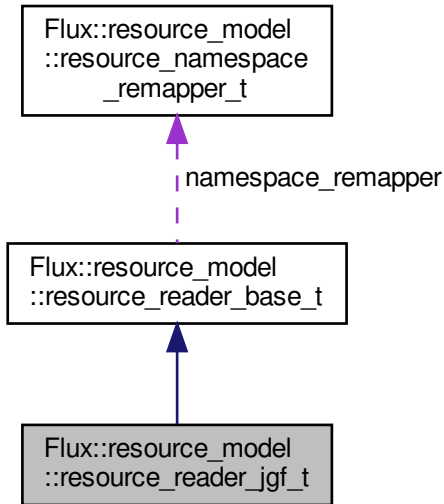 Flux::resource_model
::resource_namespace
_remapper_t
namespace_remapper
Flux::resource_model
::resource_reader_base_t
Flux::resource_model
::resource_reader_jgf_t